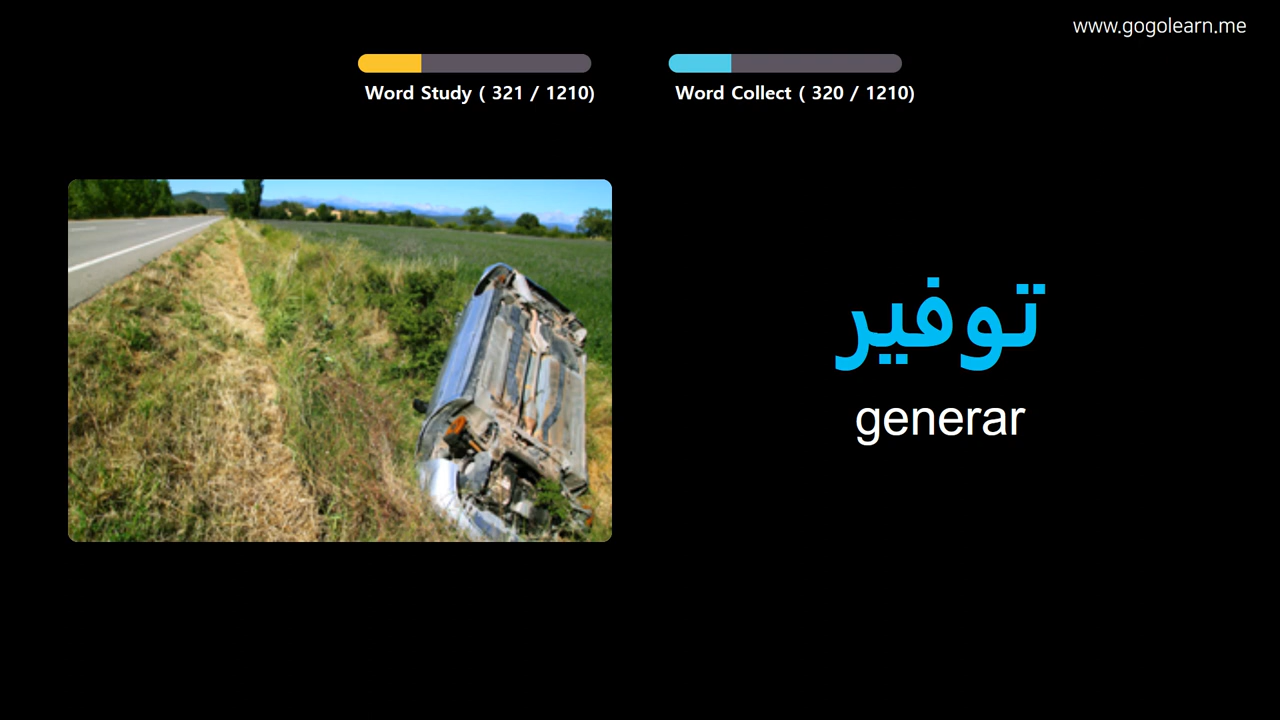 www.gogolearn.me
Word Study ( 321 / 1210)
Word Collect ( 320 / 1210)
توفير
generar